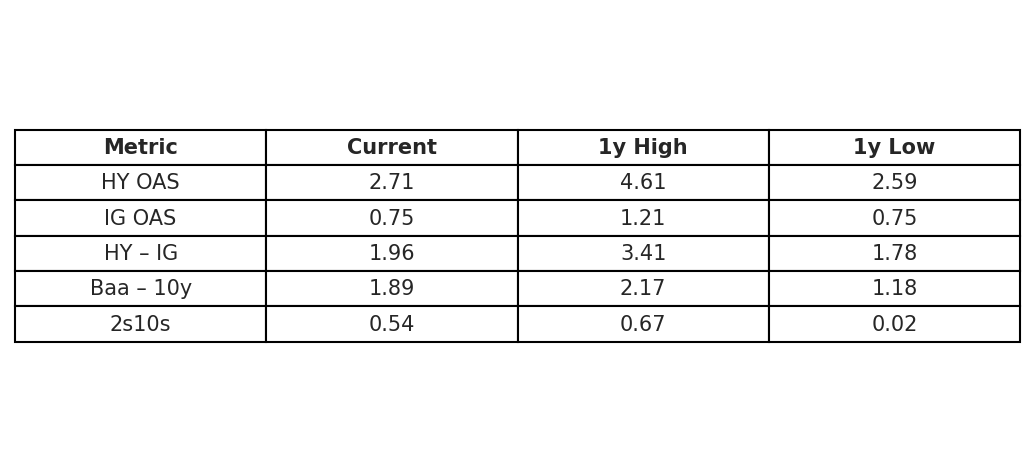 Metric Current 1y High 1y Low
HY OAS 2.71 4.61 2.59
IG OAS 0.75 1.21 0.75
HY – IG 1.96 3.41 1.78
Baa – 10y 1.89 2.17 1.18
2s10s 0.54 0.67 0.02